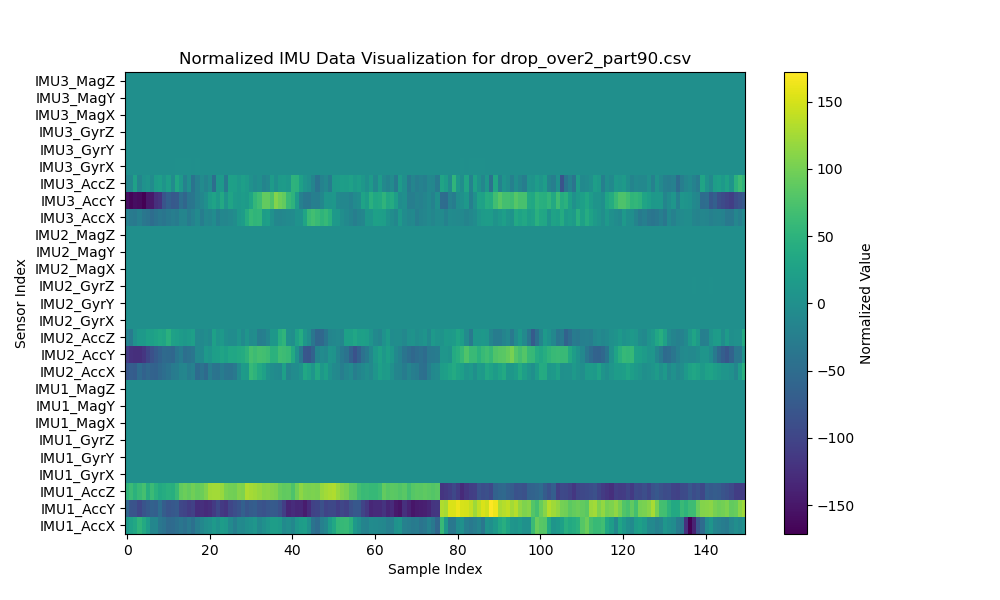 Normalized IMU Data Visualization for drop_over2_part90.csv
IMU3_MagZ
IMU3_MagY
IMU3_MagX
IMU3_GyrZ
IMU3_GyrY
IMU3_GyrX
IMU3_AccZ
IMU3_AccY
IMU3_AccX
IMU2_MagZ
IMU2_MagY
IMU2_MagX
IMU2_GyrZ
IMU2_GyrY
IMU2_GyrX
IMU2_AccZ
IMU2_AccY
IMU2_AccX
IMU1_MagZ
IMU1_MagY
IMU1_MagX
IMU1_GyrZ
IMU1_GyrY
IMU1_GyrX
IMU1_AccZ
IMU1_AccY
IMU1_AccX
Sensor Index
0 20 40 60 80 100 120 140
Sample Index
150
100
50
0
−50
−100
−150
Normalized Value